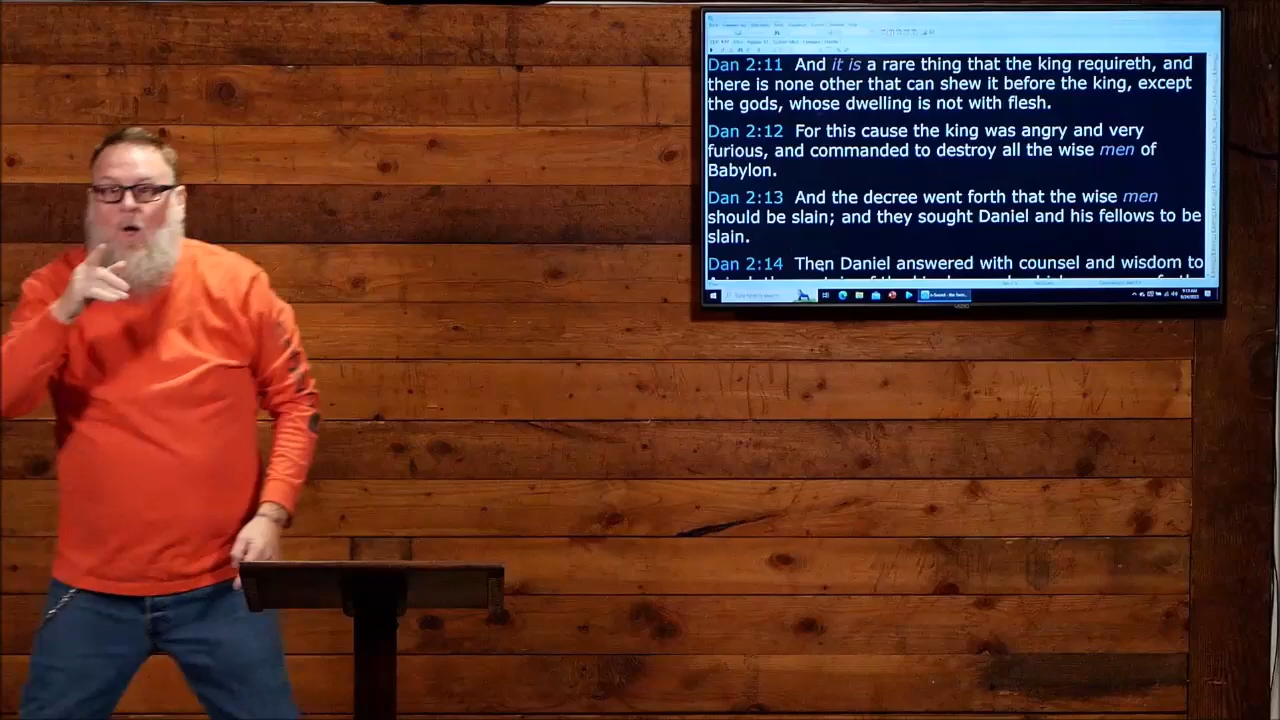 Dan 2:11 And it is a rare thing that the king requireth, and
there is none other that can shew it before the king, except
the gods, whose dwelling is not with flesh.
Dan 2:12 For this cause the king was angry and very
furious, and commanded to destroy all the wise men of
Babylon.
Dan 2:13 And the decree went forth that the wise men
should be slain; and they sought Daniel and his fellows to be
slain.
Dan 2:14 Then Daniel answered with counsel and wisdom to